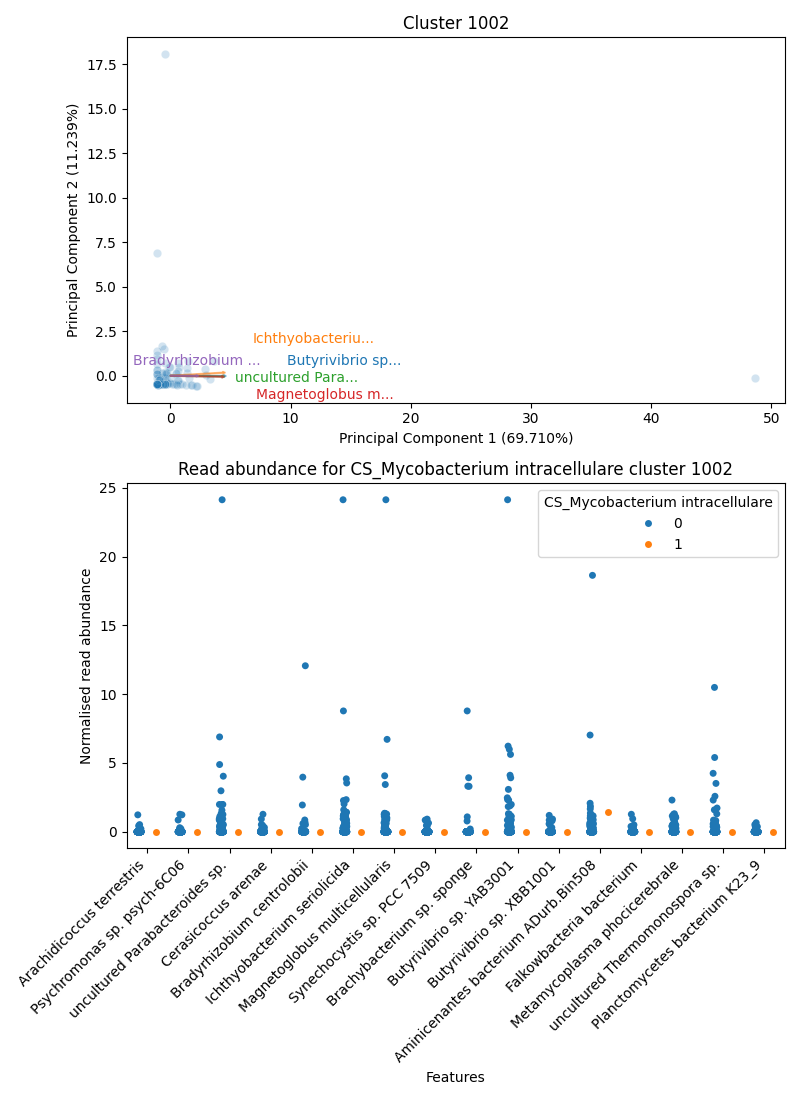 Cluster 1002
17.5
15.0
12.5
10.0
7.5
5.0
2.5
0.0
Principal Component 2 (11.239%)
Ichthyobacteriu...
Bradyrhizobium ...
Butyrivibrio sp...
uncultured Para...
Magnetoglobus m...
0 10 20 30 40 50
Principal Component 1 (69.710%)
Read abundance for CS_Mycobacterium intracellulare cluster 1002
25
20
15
10
5
0
Normalised read abundance
CS_Mycobacterium intracellulare
0
1
Arachidicoccus terrestris
Psychromonas sp. psych-6C06
uncultured Parabacteroides sp.
Cerasicoccus arenae
Bradyrhizobium centrolobii
Ichthyobacterium seriolicida
Magnetoglobus multicellularis
Synechocystis sp. PCC 7509
Brachybacterium sp. sponge
Butyrivibrio sp. YAB3001
Butyrivibrio sp. XBB1001
Aminicenantes bacterium ADurb.Bin508
Falkowbacteria bacterium
Metamycoplasma phocicerebrale
uncultured Thermomonospora sp.
Planctomycetes bacterium K23_9
Features